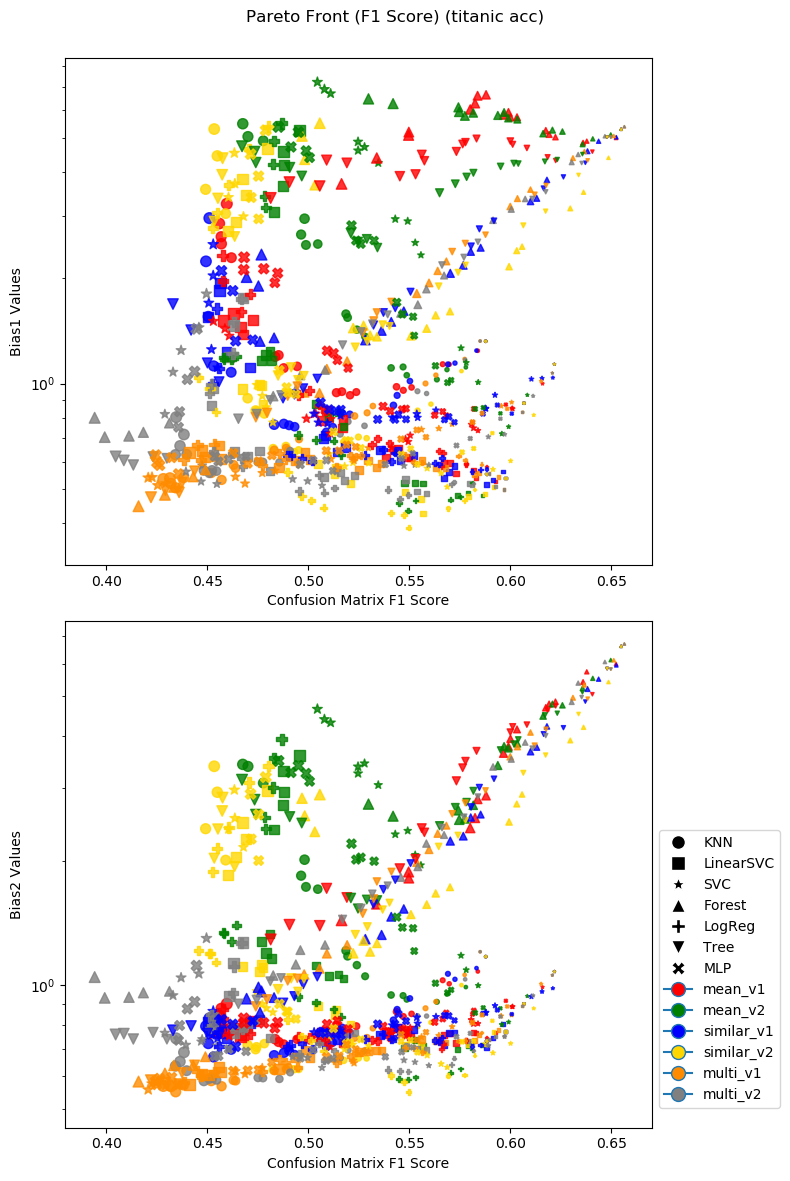 Pareto Front (F1 Score) (titanic acc)
Bias1 Values
10⁰
0.40 0.45 0.50 0.55 0.60 0.65
Confusion Matrix F1 Score
Bias2 Values
10⁰
0.40 0.45 0.50 0.55 0.60 0.65
Confusion Matrix F1 Score
KNN
LinearSVC
SVC
Forest
LogReg
Tree
MLP
mean_v1
mean_v2
similar_v1
similar_v2
multi_v1
multi_v2